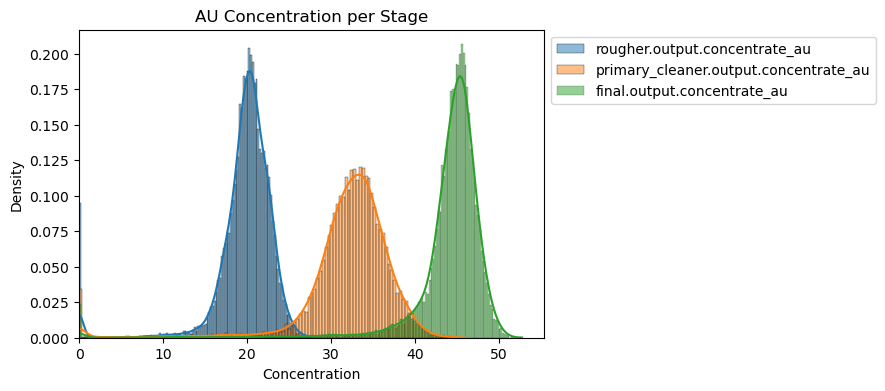 AU Concentration per Stage
rougher.output.concentrate_au
primary_cleaner.output.concentrate_au
final.output.concentrate_au
Density
0.200
0.175
0.150
0.125
0.100
0.075
0.050
0.025
0.000
0 10 20 30 40 50
Concentration